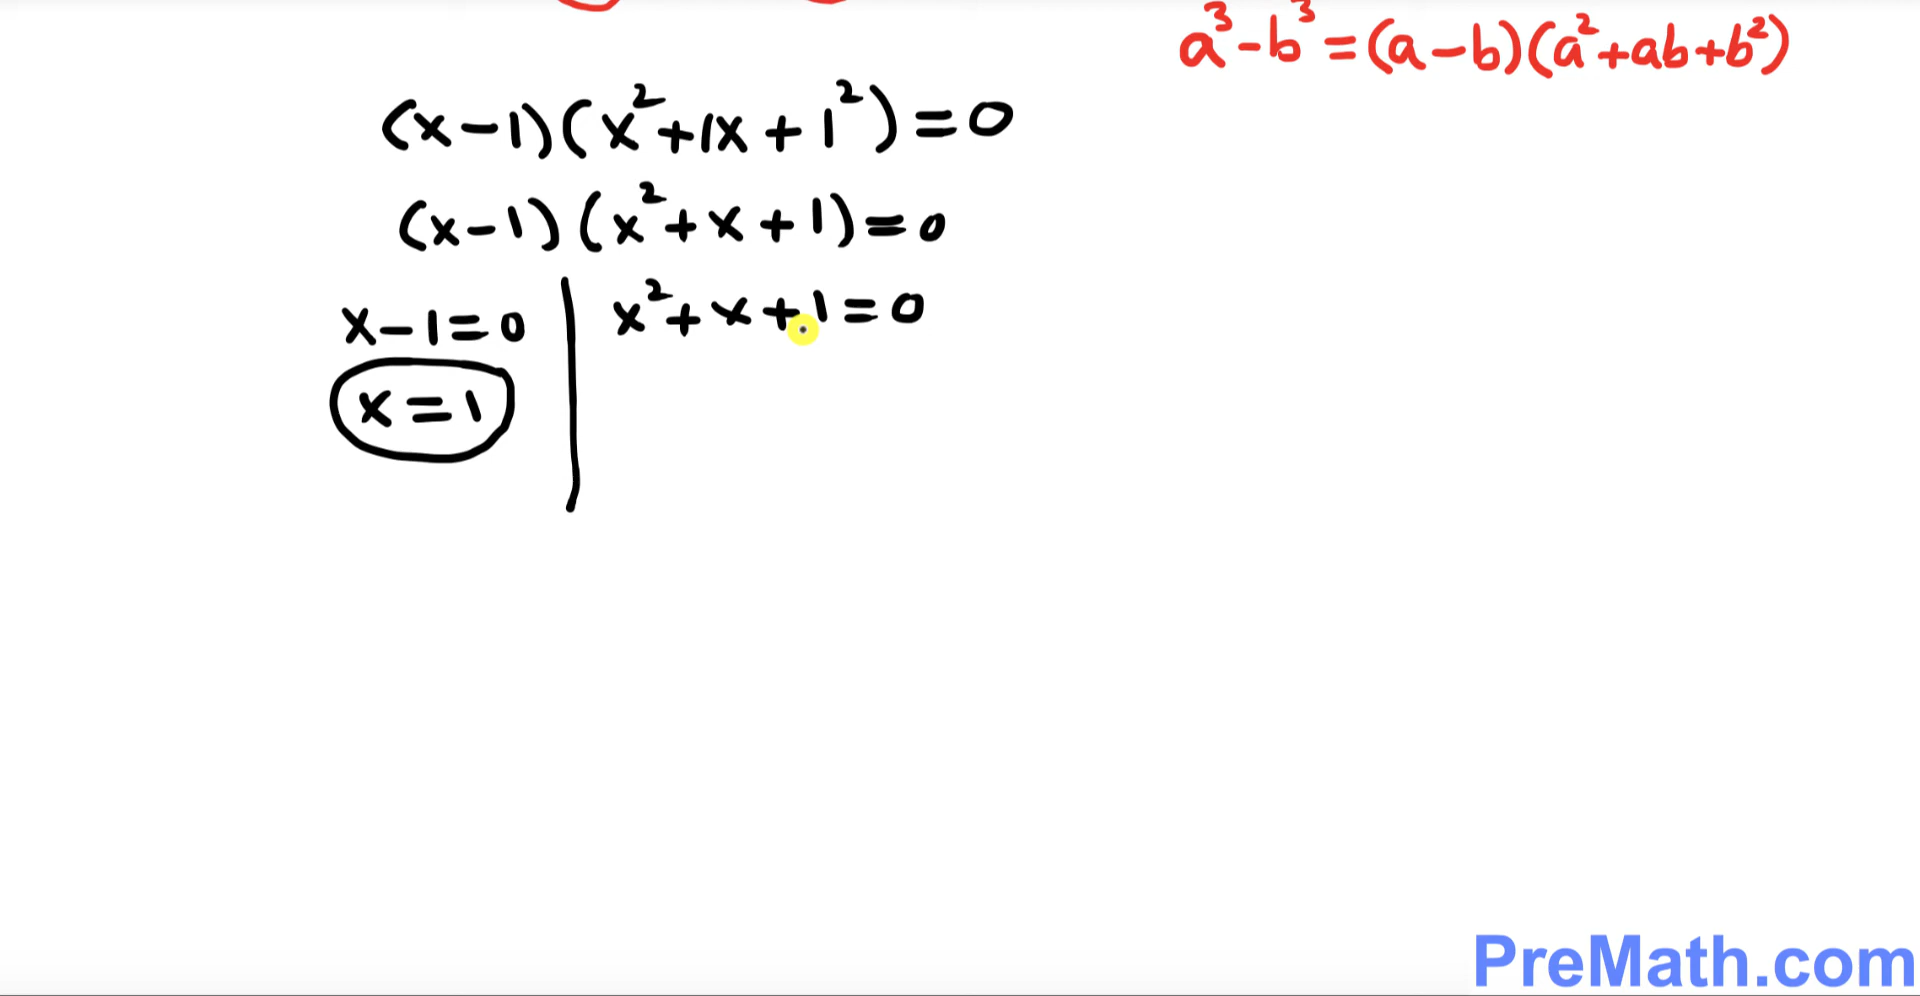 a³-b³=(a-b)(a²+ab+b²)
(x-1)(x²+1x+1²)=0
(x-1)(x²+x+1)=0
x-1=0
x=1
x²+x+1=0
PreMath.com